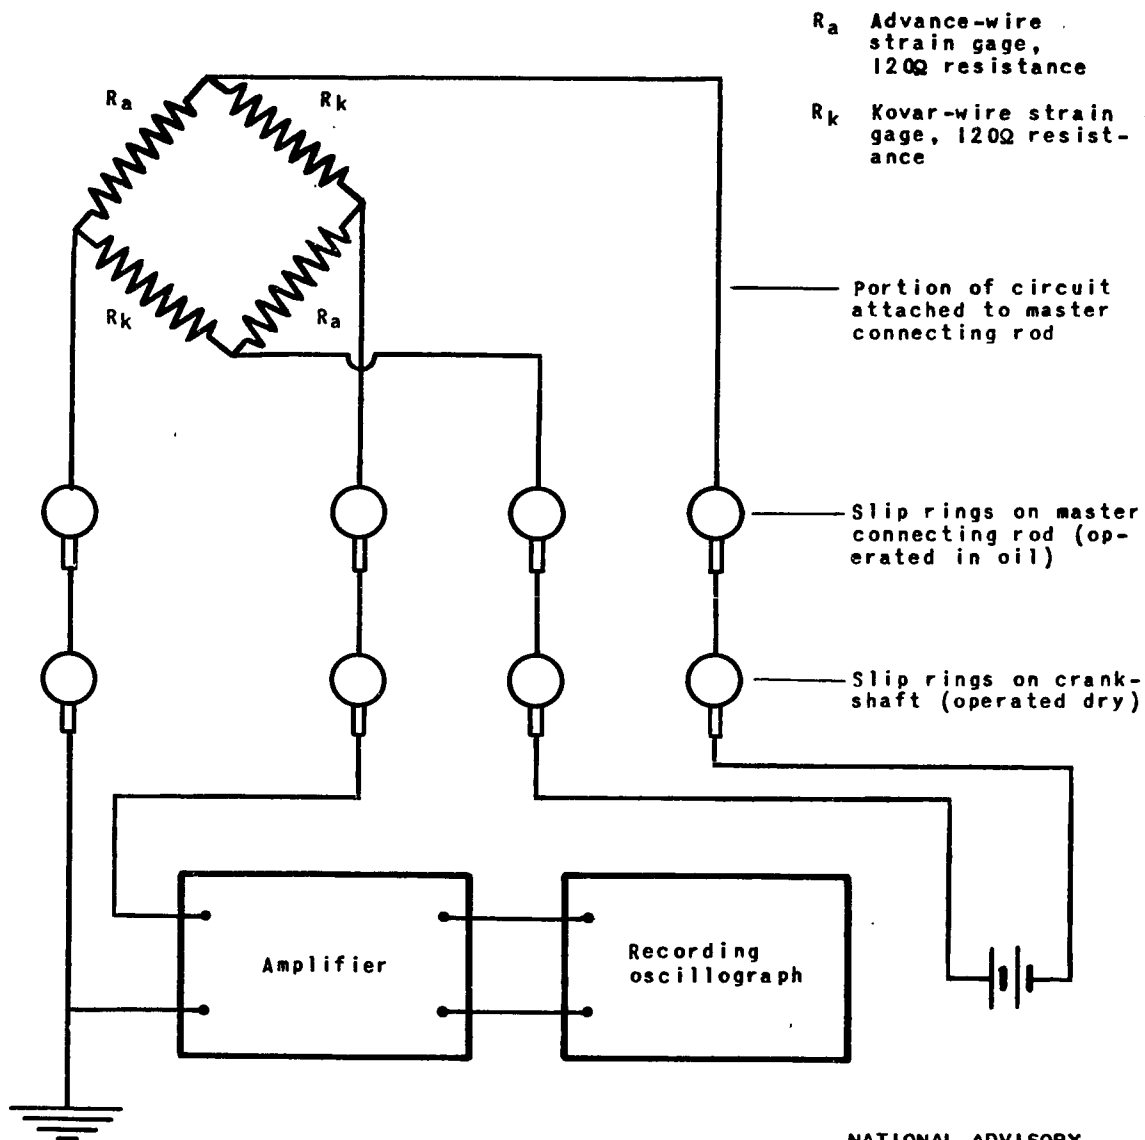 Ra Advance-wire
strain gage,
120Ω resistance
Rk Kovar-wire strain
gage, 120Ω resist-
ance
Ra
Rk
Rk
Ra
Portion of circuit
attached to master
connecting rod
Slip rings on master
connecting rod (op-
erated in oil)
Slip rings on crank-
shaft (operated dry)
Amplifier
Recording
oscillograph
NATIONAL ADVISORY